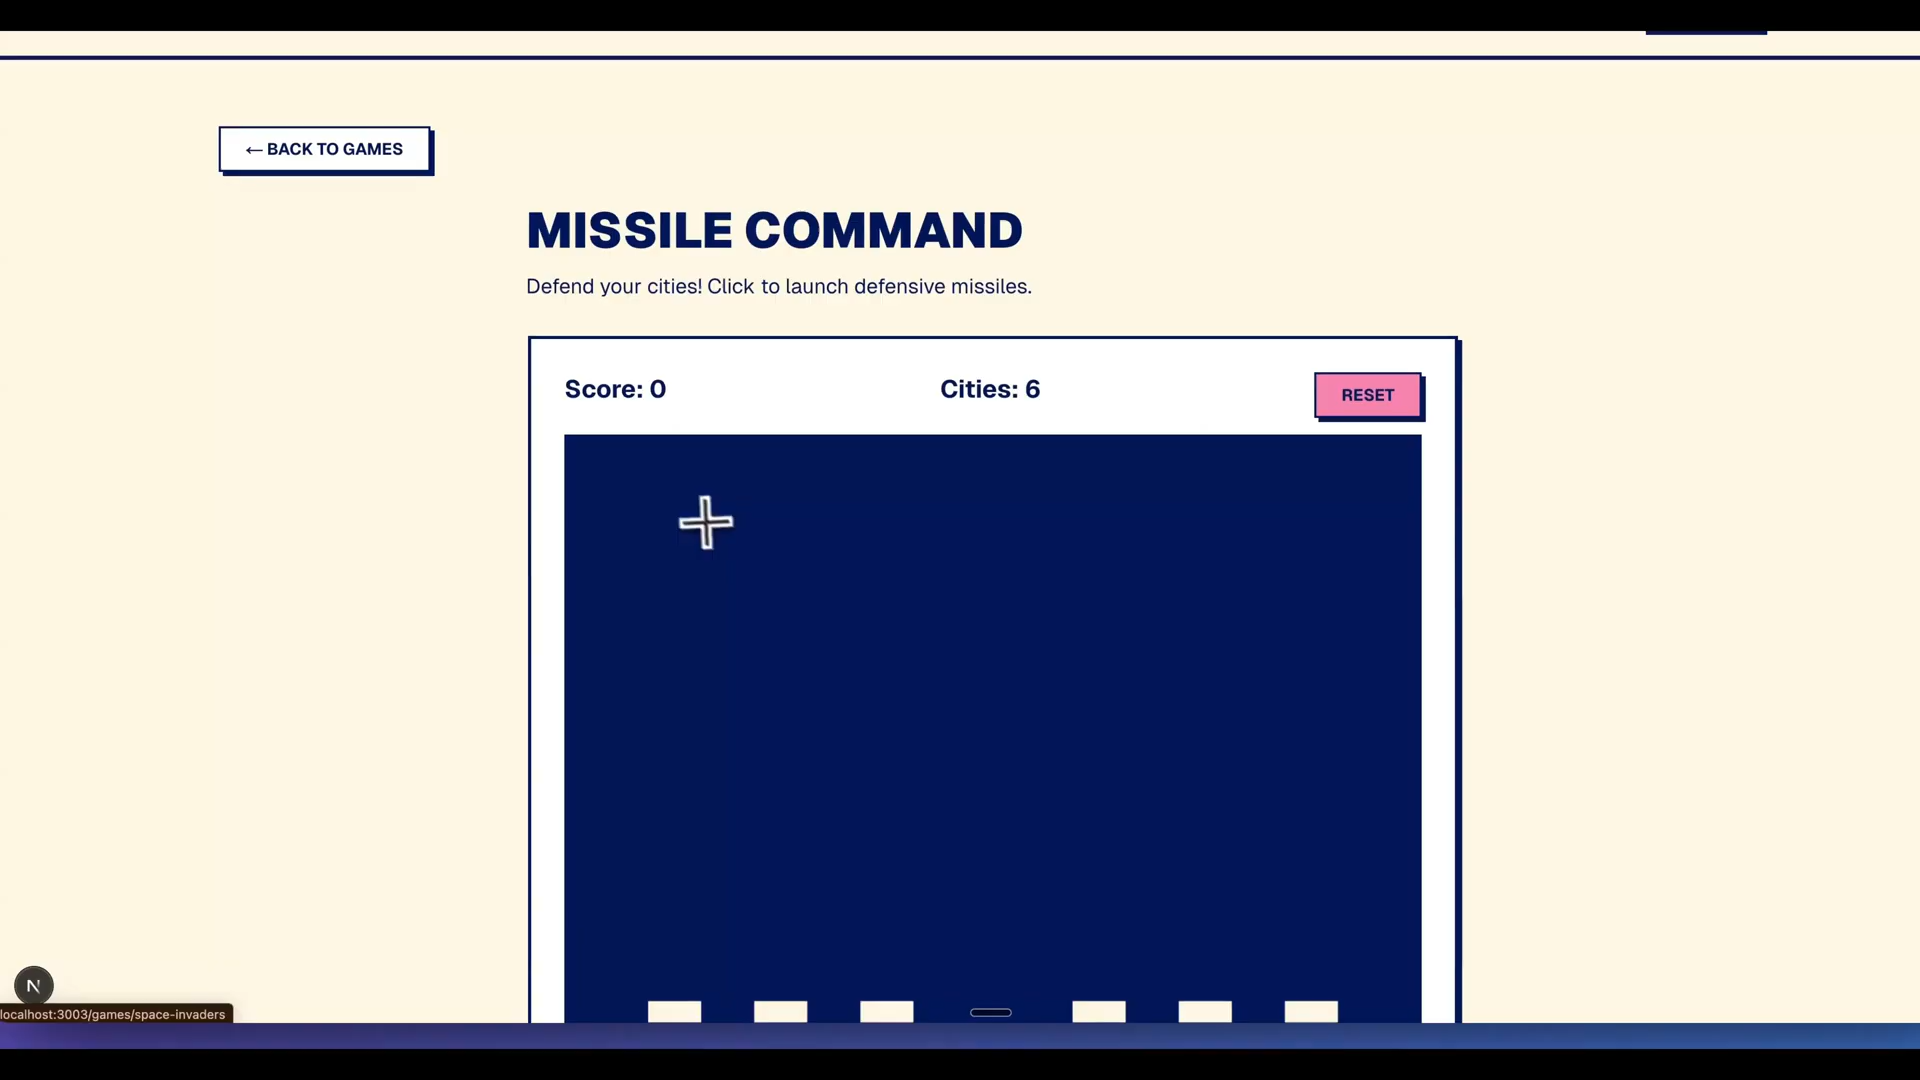 ← BACK TO GAMES
MISSILE COMMAND
Defend your cities! Click to launch defensive missiles.
Score: 0
Cities: 6
RESET
N
localhost:3003/games/space-invaders